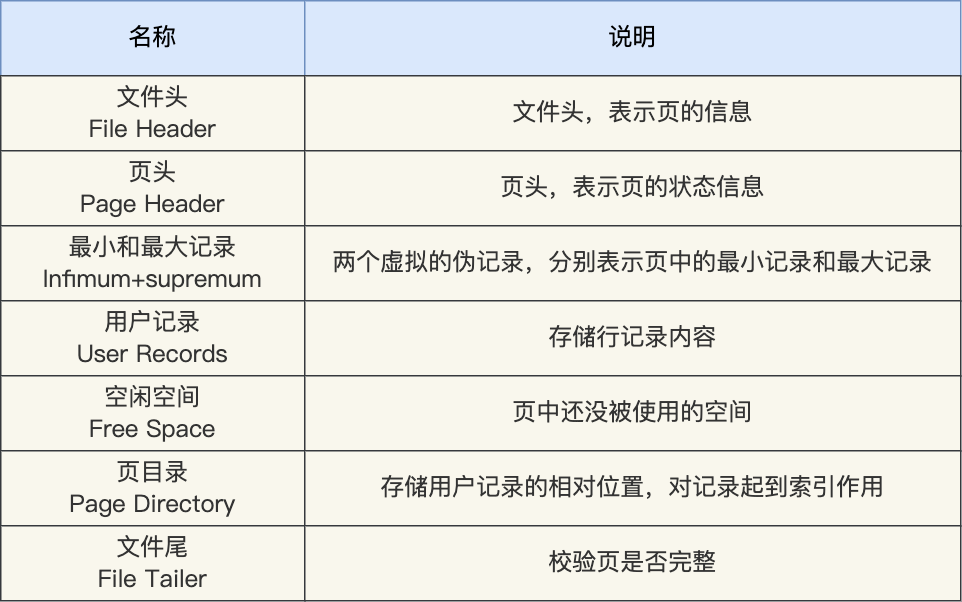 名称
说明
文件头
File Header
文件头，表示页的信息
页头
Page Header
页头，表示页的状态信息
最小和最大记录
Infimum+supremum
两个虚拟的伪记录，分别表示页中的最小记录和最大记录
用户记录
User Records
存储行记录内容
空闲空间
Free Space
页中还没被使用的空间
页目录
Page Directory
存储用户记录的相对位置，对记录起到索引作用
文件尾
File Tailer
校验页是否完整